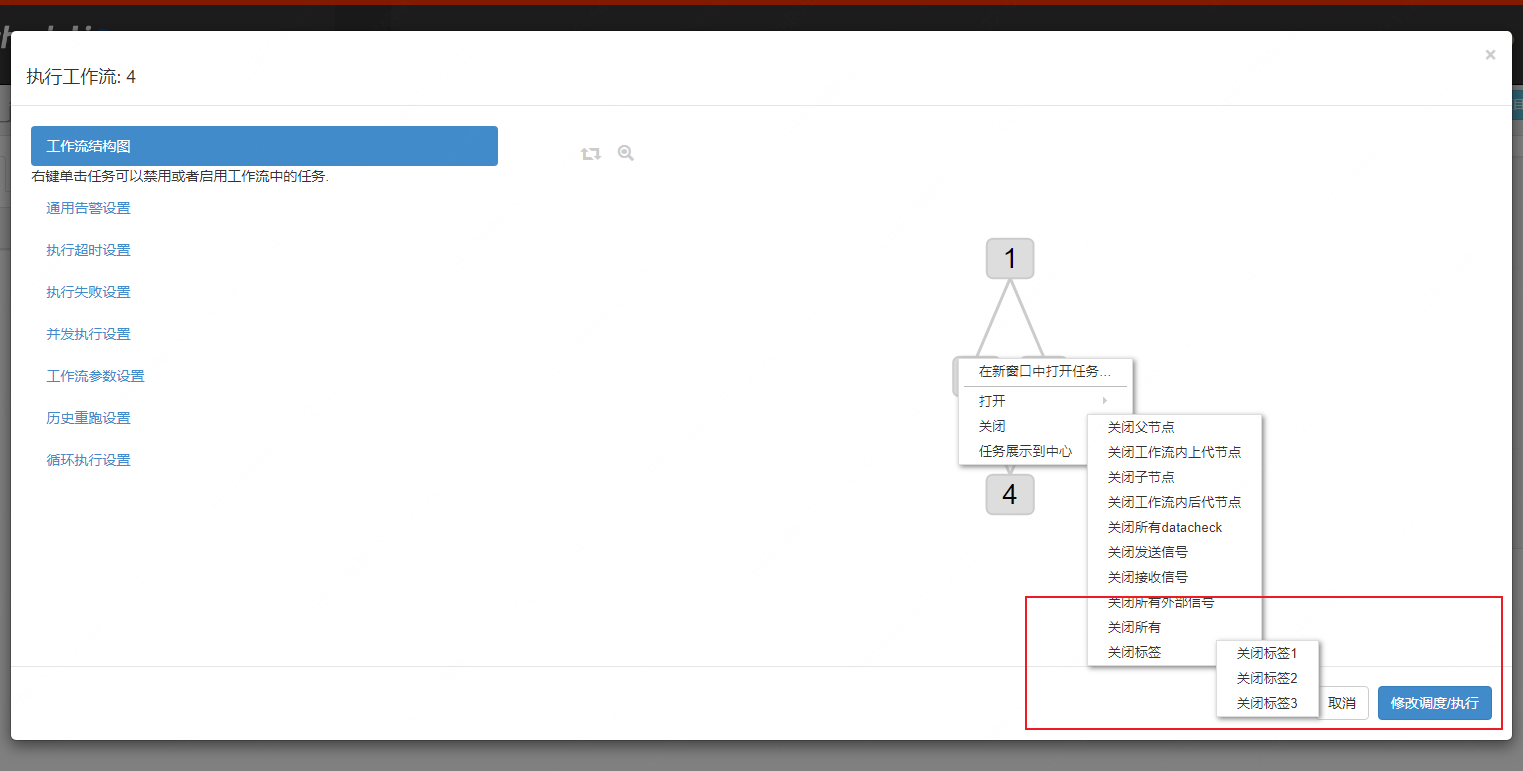 执行工作流: 4
×
工作流结构图
右键单击任务可以禁用或者启用工作流中的任务.
通用告警设置
执行超时设置
执行失败设置
并发执行设置
工作流参数设置
历史重跑设置
循环执行设置
1
在新窗口中打开任务...
打开
关闭
任务展示到中心
4
关闭父节点
关闭工作流内上代节点
关闭子节点
关闭工作流内后代节点
关闭所有datacheck
关闭发送信号
关闭接收信号
关闭所有外部信号
关闭所有
关闭标签
关闭标签1
关闭标签2
关闭标签3
取消
修改调度/执行